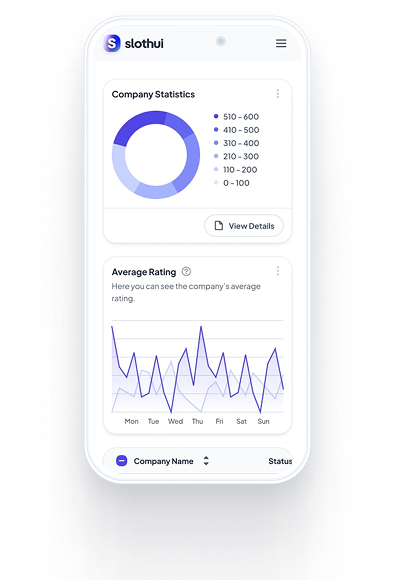 S slothui
Company Statistics
510 - 600
410 - 500
310 - 400
210 - 300
110 - 200
0 - 100
View Details
Average Rating
Here you can see the company's average
rating.
Mon Tue Wed Thu Fri Sat Sun
Company Name Status